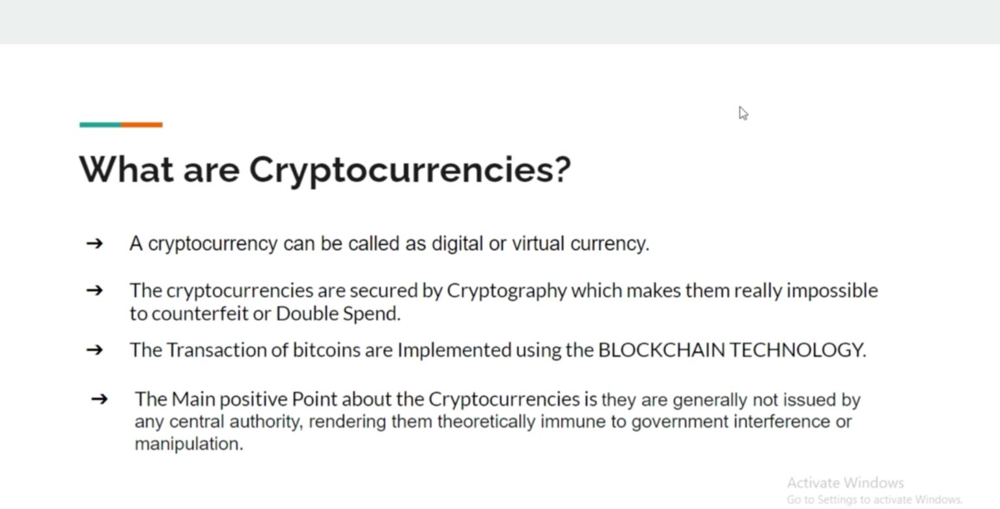 What are Cryptocurrencies?
➔ A cryptocurrency can be called as digital or virtual currency.
➔ The cryptocurrencies are secured by Cryptography which makes them really impossible
to counterfeit or Double Spend.
➔ The Transaction of bitcoins are Implemented using the BLOCKCHAIN TECHNOLOGY.
➔ The Main positive Point about the Cryptocurrencies is they are generally not issued by
any central authority, rendering them theoretically immune to government interference or
manipulation.
Activate Windows
Go to Settings to activate Windows.